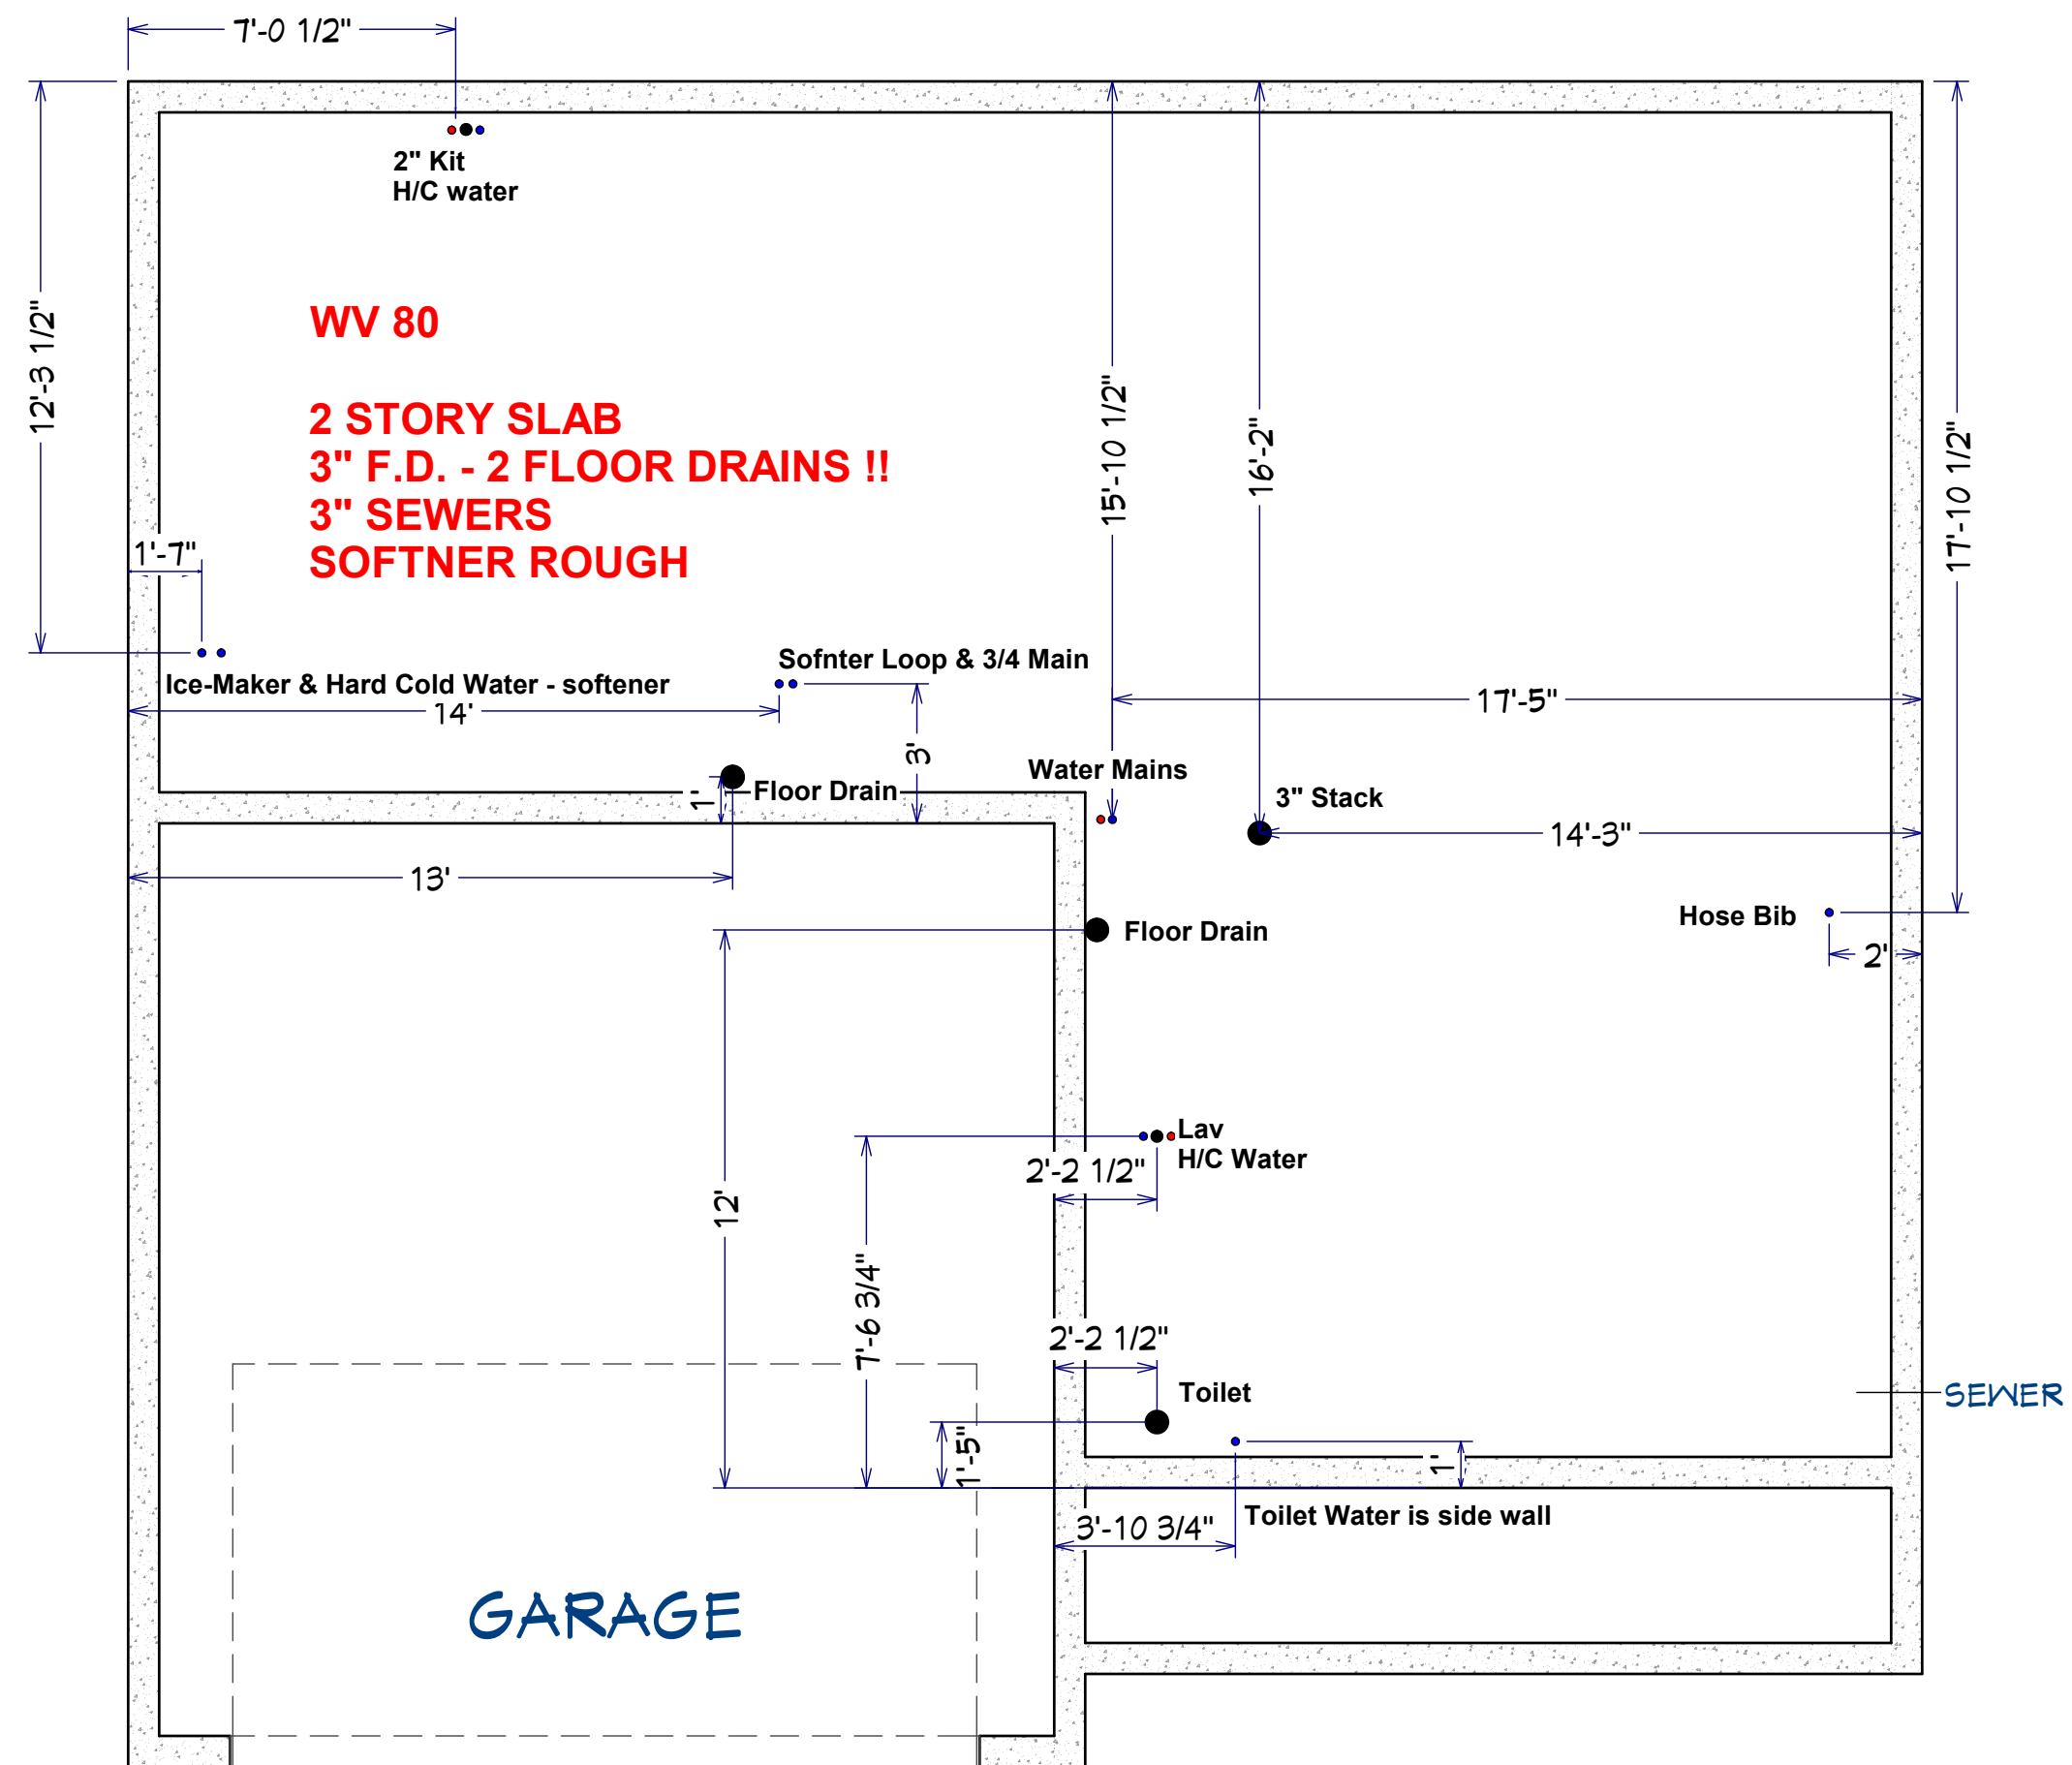 7'-0 1/2"
2" Kit
H/C water
12'-3 1/2"
WV 80
2 STORY SLAB
3" F.D. - 2 FLOOR DRAINS !!
3" SEWERS
SOFTNER ROUGH
15'-10 1/2"
16'-2"
17'-10 1/2"
1'-7"
Sofnter Loop & 3/4 Main
Ice-Maker & Hard Cold Water - softener
14'
17'-5"
3'
Water Mains
1'
Floor Drain
3" Stack
14'-3"
13'
Floor Drain
Hose Bib
2'
Lav
H/C Water
2'-2 1/2"
12'
7'-6 3/4"
2'-2 1/2"
Toilet
SEWER
1'-5"
1'
Toilet Water is side wall
3'-10 3/4"
GARAGE